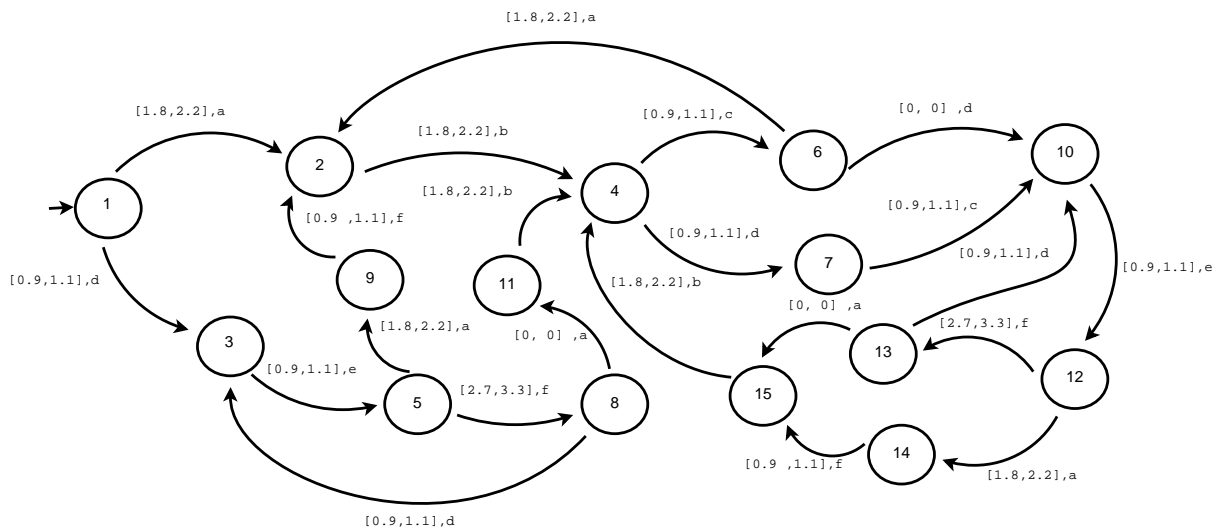 [1.8,2.2],a
[1.8,2.2],a
[1.8,2.2],b
[0.9,1.1],c
[0, 0] ,d
1
2
4
6
10
[1.8,2.2],b
[0.9 ,1.1],f
[0.9,1.1],d
[0.9,1.1],c
[0.9,1.1],d
[0.9,1.1],d
[0.9,1.1],e
9
11
7
[1.8,2.2],b
[0, 0] ,a
[1.8,2.2],a
[0, 0] ,a
[2.7,3.3],f
3
13
12
[0.9,1.1],e
[2.7,3.3],f
5
8
15
14
[0.9 ,1.1],f
[1.8,2.2],a
[0.9,1.1],d